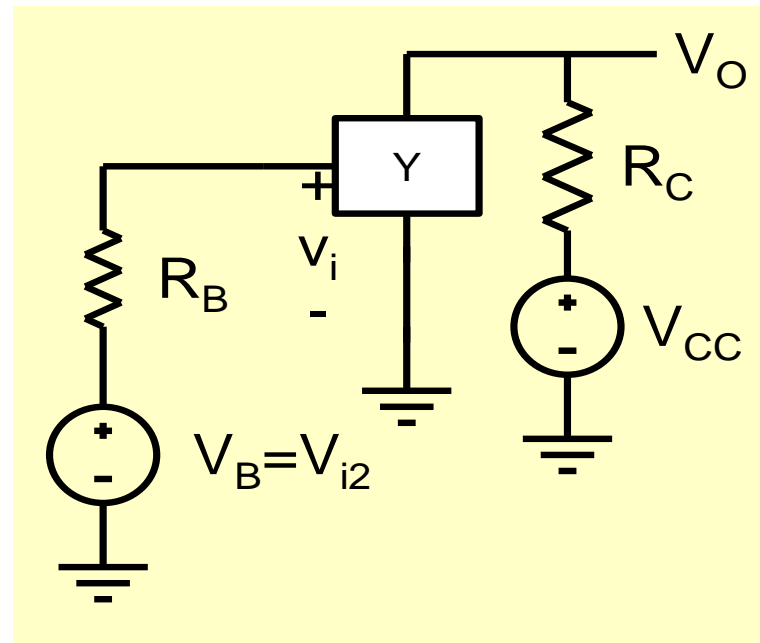 V_O
Y
+
R_C
v_i
-
R_B
+
-
V_CC
+
-
V_B=V_i2